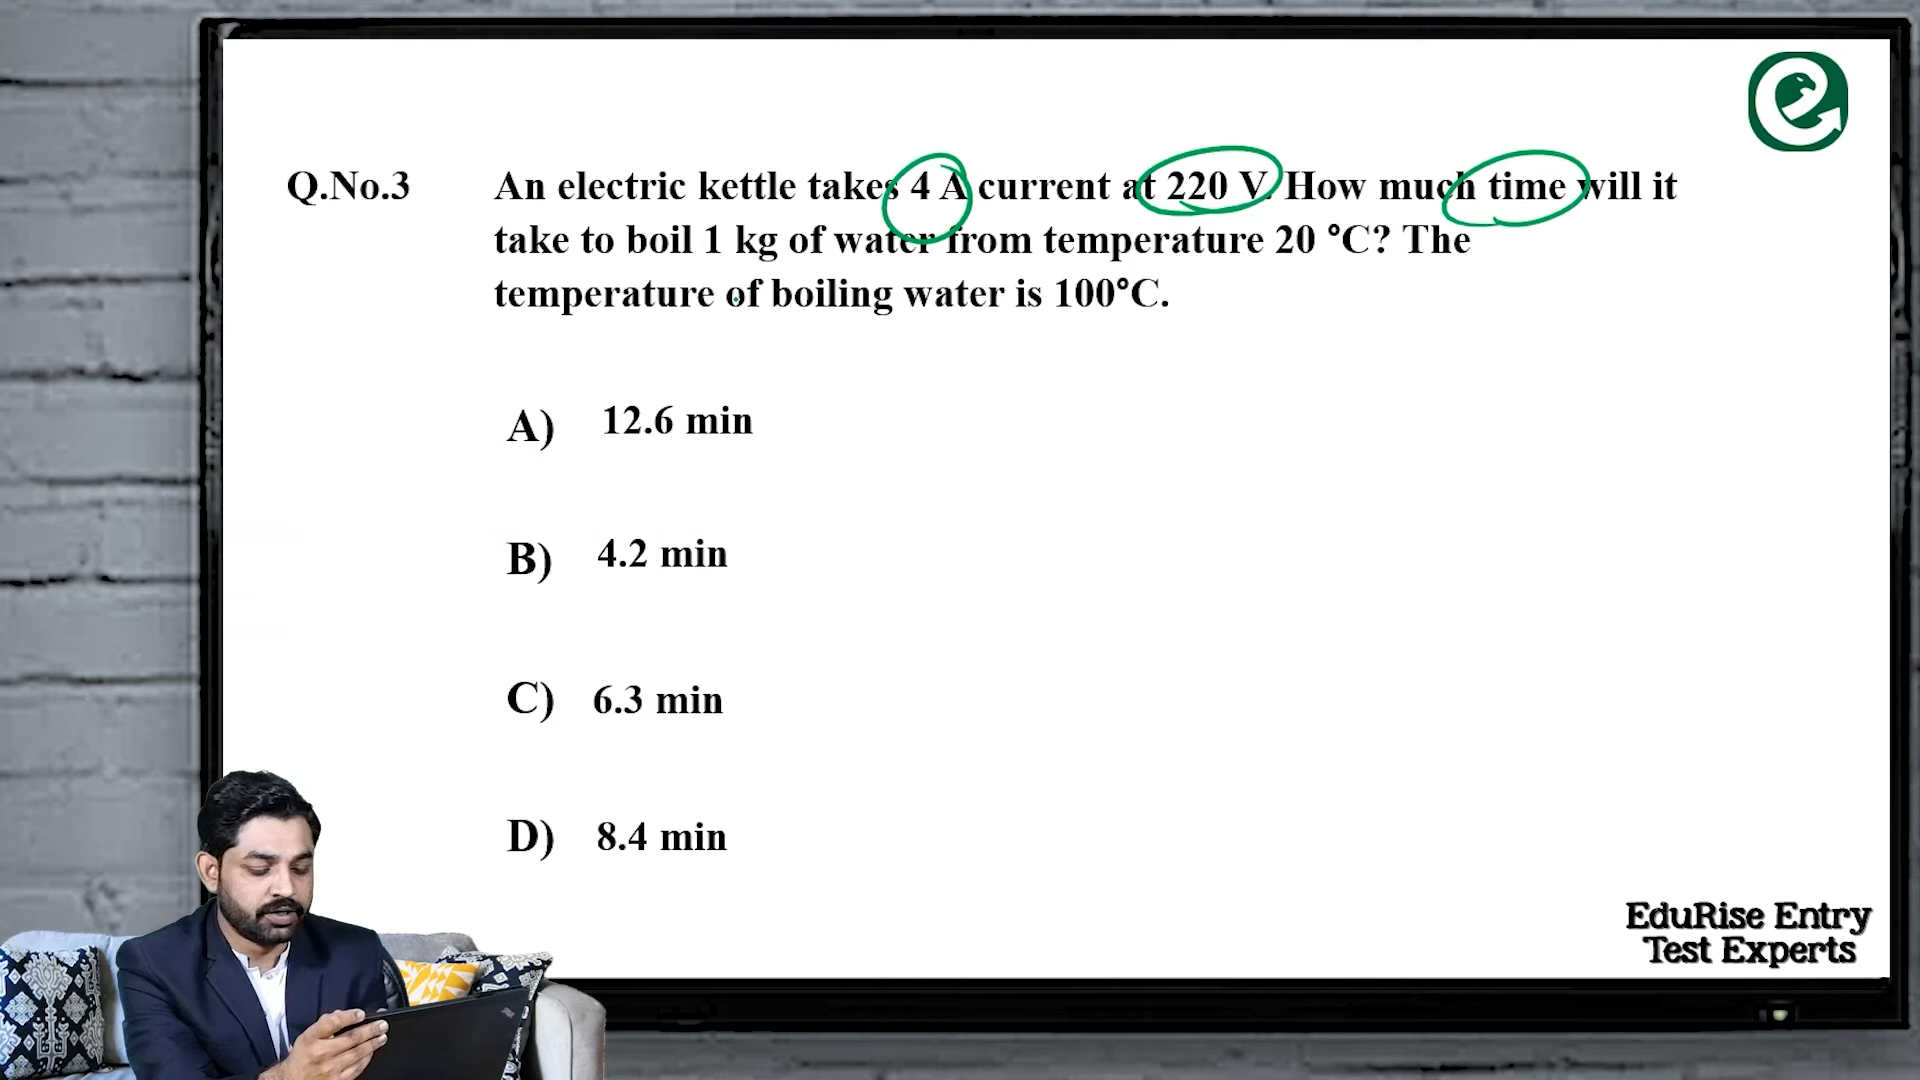 Q.No.3 An electric kettle takes 4 A current at 220 V. How much time will it
take to boil 1 kg of water from temperature 20 °C? The
temperature of boiling water is 100°C.
A) 12.6 min
B) 4.2 min
C) 6.3 min
D) 8.4 min
EduRise Entry
Test Experts